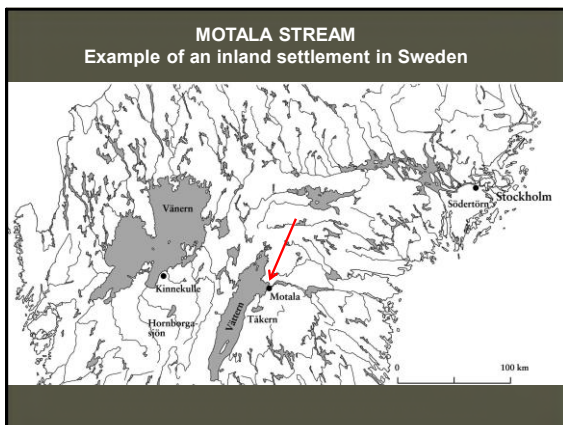 MOTALA STREAM
Example of an inland settlement in Sweden
Vänern
Stockholm
Södertörn
Kinnekulle
Motala
Hornborga-
sjön
Vättern
Tåkern
0
100 km